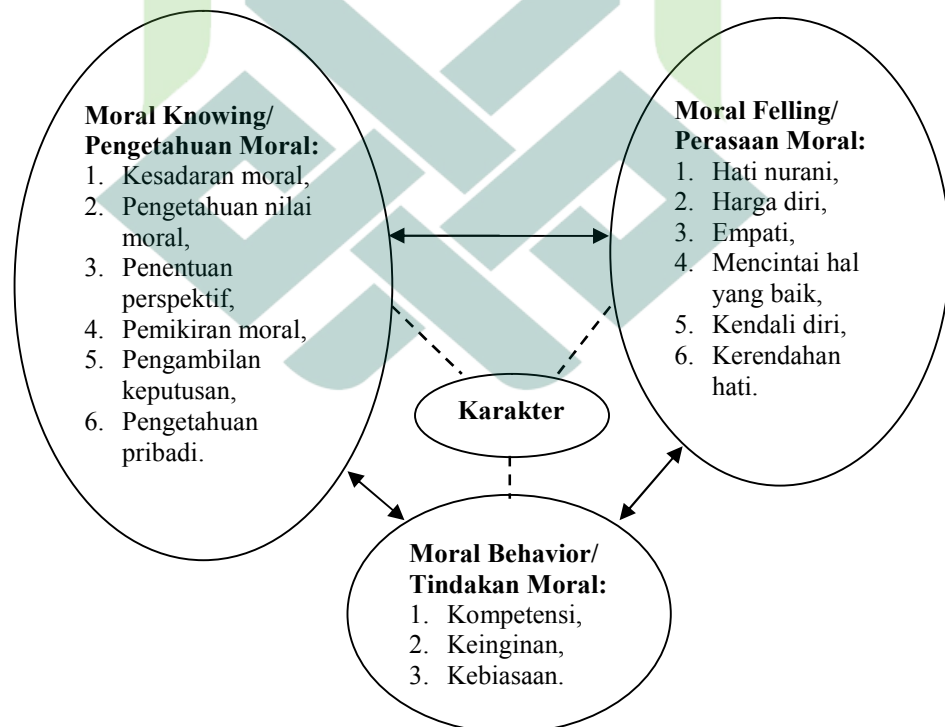 Moral Knowing/
Pengetahuan Moral:
1. Kesadaran moral,
2. Pengetahuan nilai
moral,
3. Penentuan
perspektif,
4. Pemikiran moral,
5. Pengambilan
keputusan,
6. Pengetahuan
pribadi.
Moral Felling/
Perasaan Moral:
1. Hati nurani,
2. Harga diri,
3. Empati,
4. Mencintai hal
yang baik,
5. Kendali diri,
6. Kerendahan
hati.
Karakter
Moral Behavior/
Tindakan Moral:
1. Kompetensi,
2. Keinginan,
3. Kebiasaan.